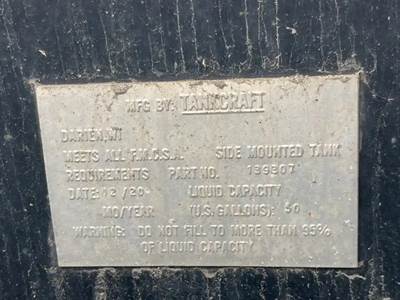 MFG BY: TANKCRAFT
DARIEN, WI
MEETS ALL F.M.C.S.A. SIDE MOUNTED TANK
REQUIREMENTS PART NO. 139307
DATE: 12/20 LIQUID CAPACITY
MO/YEAR (U.S. GALLONS): 50
WARNING: DO NOT FILL TO MORE THAN 95%
OF LIQUID CAPACITY